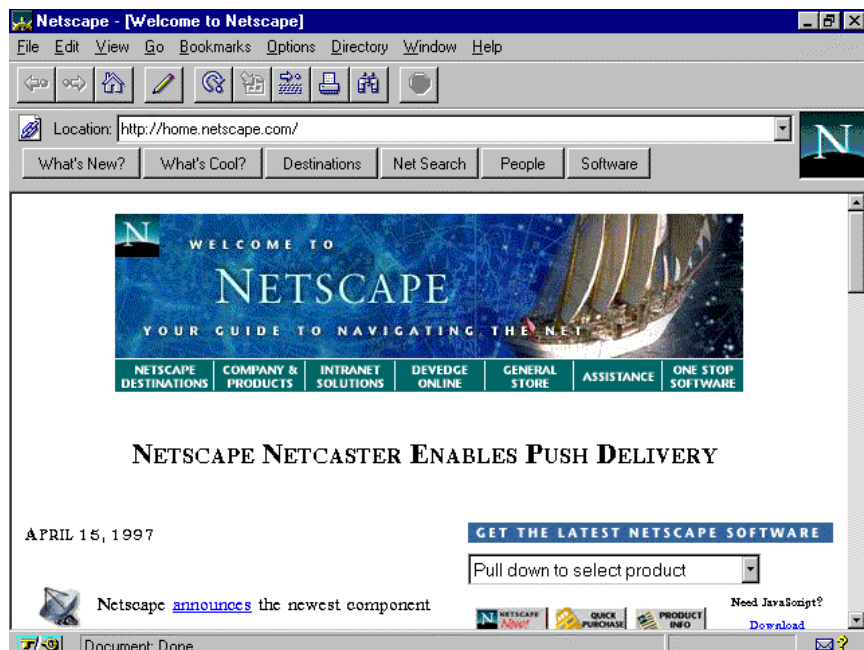 Netscape - [Welcome to Netscape]
File Edit View Go Bookmarks Options Directory Window Help
Location: http://home.netscape.com/
N
What's New? What's Cool? Destinations Net Search People Software
N
WELCOME TO
NETSCAPE
YOUR GUIDE TO NAVIGATING THE NET
NETSCAPE DESTINATIONS
COMPANY & PRODUCTS
INTRANET SOLUTIONS
DEVEDGE ONLINE
GENERAL STORE
ASSISTANCE
ONE STOP SOFTWARE
NETSCAPE NETCASTER ENABLES PUSH DELIVERY
APRIL 15, 1997
GET THE LATEST NETSCAPE SOFTWARE
Pull down to select product
Netscape announces the newest component
N NETSCAPE Now!
QUICK PURCHASE
PRODUCT INFO
Need JavaScript?
Download
Document: Done